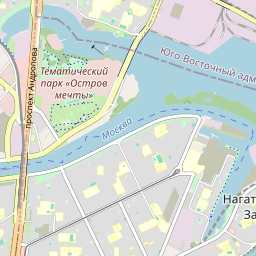 проспект Андропова
Юго-Восточный адм
Тематический
парк «Остров
мечты»
Москва
Нагат
За